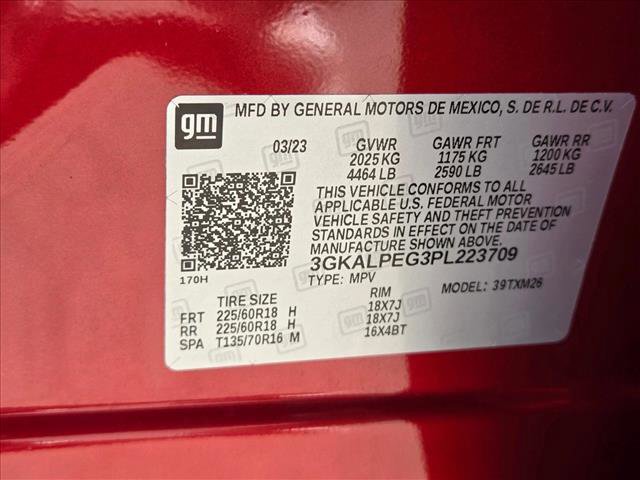 gm MFD BY GENERAL MOTORS DE MEXICO, S. DE R.L. DE C.V.
03/23 GVWR GAWR FRT GAWR RR
2025 KG 1175 KG 1200 KG
4464 LB 2590 LB 2645 LB
THIS VEHICLE CONFORMS TO ALL
APPLICABLE U.S. FEDERAL MOTOR
VEHICLE SAFETY AND THEFT PREVENTION
STANDARDS IN EFFECT ON THE DATE OF
MANUFACTURE SHOWN ABOVE.
3GKALPEG3PL223709
170H TYPE: MPV MODEL: 39TXM26
TIRE SIZE RIM
FRT 225/60R18 H 18X7J
RR 225/60R18 H 18X7J
SPA T135/70R16 M 16X4BT